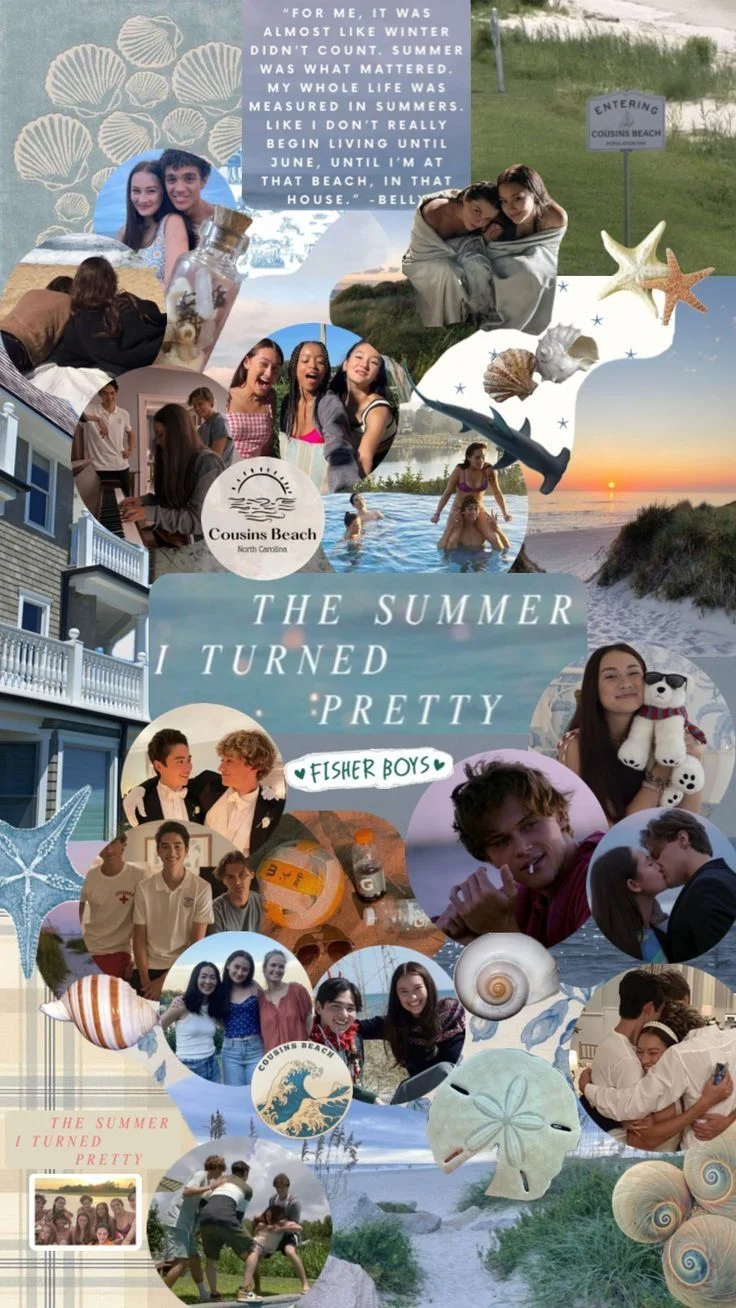 “FOR ME, IT WAS
ALMOST LIKE WINTER
DIDN’T COUNT. SUMMER
WAS WHAT MATTERED.
MY WHOLE LIFE WAS
MEASURED IN SUMMERS.
LIKE I DON’T REALLY
BEGIN LIVING UNTIL
JUNE, UNTIL I’M AT
THAT BEACH, IN THAT
HOUSE.” -BELLY
ENTERING
COUSINS BEACH
Cousins Beach
North Carolina
THE SUMMER
I TURNED
PRETTY
♥FISHER BOYS♥
COUSINS BEACH
THE SUMMER
I TURNED
PRETTY